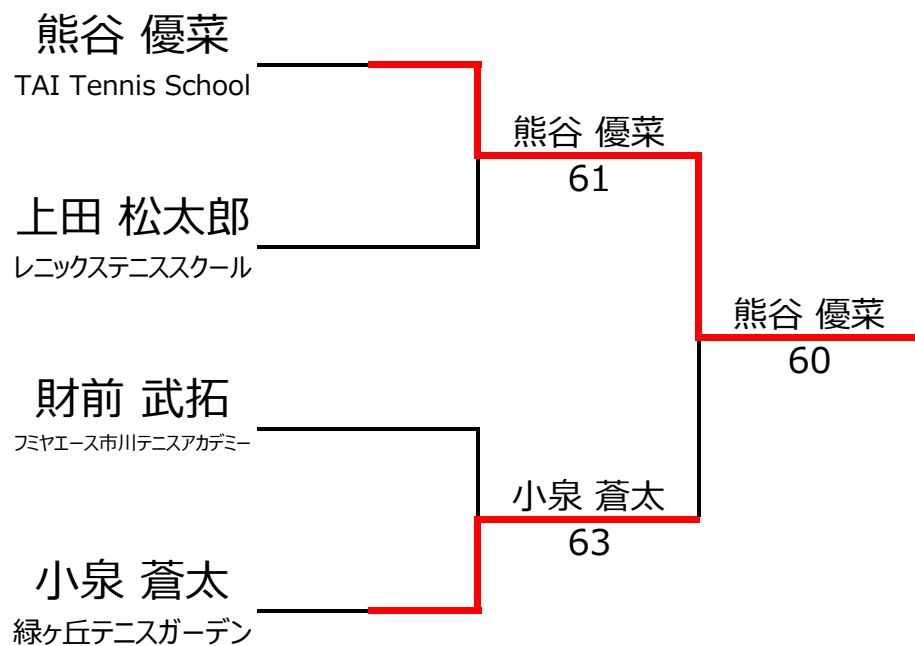 熊谷 優菜
TAI Tennis School
上田 松太郎
レニックステニススクール
財前 武拓
フミヤエース市川テニスアカデミー
小泉 蒼太
緑ヶ丘テニスガーデン
熊谷 優菜
61
小泉 蒼太
63
熊谷 優菜
60